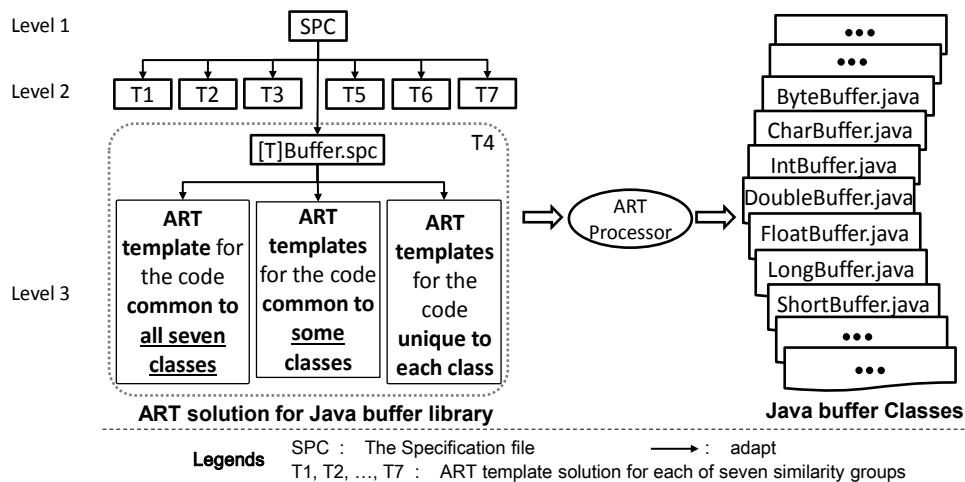 Level 1
SPC
Level 2
T1 T2 T3 T5 T6 T7
T4
[T]Buffer.spc
Level 3
ART
template for
the code
common to
all seven
classes
ART
templates
for the code
common to
some
classes
ART
templates
for the
code
unique to
each class
ART solution for Java buffer library
ART
Processor
•••
•••
ByteBuffer.java
CharBuffer.java
IntBuffer.java
DoubleBuffer.java
FloatBuffer.java
LongBuffer.java
ShortBuffer.java
•••
•••
Java buffer Classes
Legends
SPC : The Specification file : adapt
T1, T2, ..., T7 : ART template solution for each of seven similarity groups